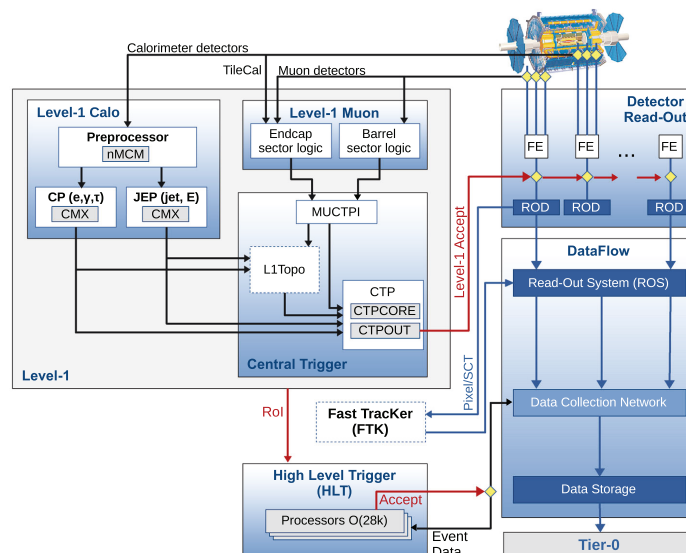 Calorimeter detectors
TileCal
Muon detectors
Level-1 Calo
Preprocessor
nMCM
CP (e,γ,τ)
CMX
JEP (jet, E)
CMX
Level-1 Muon
Endcap
sector logic
Barrel
sector logic
MUCTPI
L1Topo
CTP
CTPCORE
CTPOUT
Central Trigger
Level-1
Level-1 Accept
Detector
Read-Out
FE
FE
...
FE
ROD
ROD
ROD
DataFlow
Read-Out System (ROS)
Pixel/SCT
Data Collection Network
Data Storage
Tier-0
RoI
Fast TracKer
(FTK)
High Level Trigger
(HLT)
Accept
Processors O(28k)
Event
Data